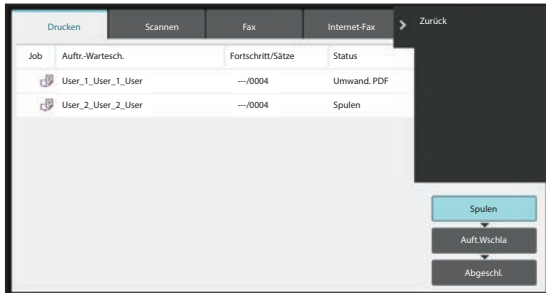 Drucken Scannen Fax Internet-Fax Zurück
Job Auftr.-Wartesch. Fortschritt/Sätze Status
User_1_User_1_User ---/0004 Umwand. PDF
User_2_User_2_User ---/0004 Spulen
Spulen
Auft.Wschla
Abgeschl.